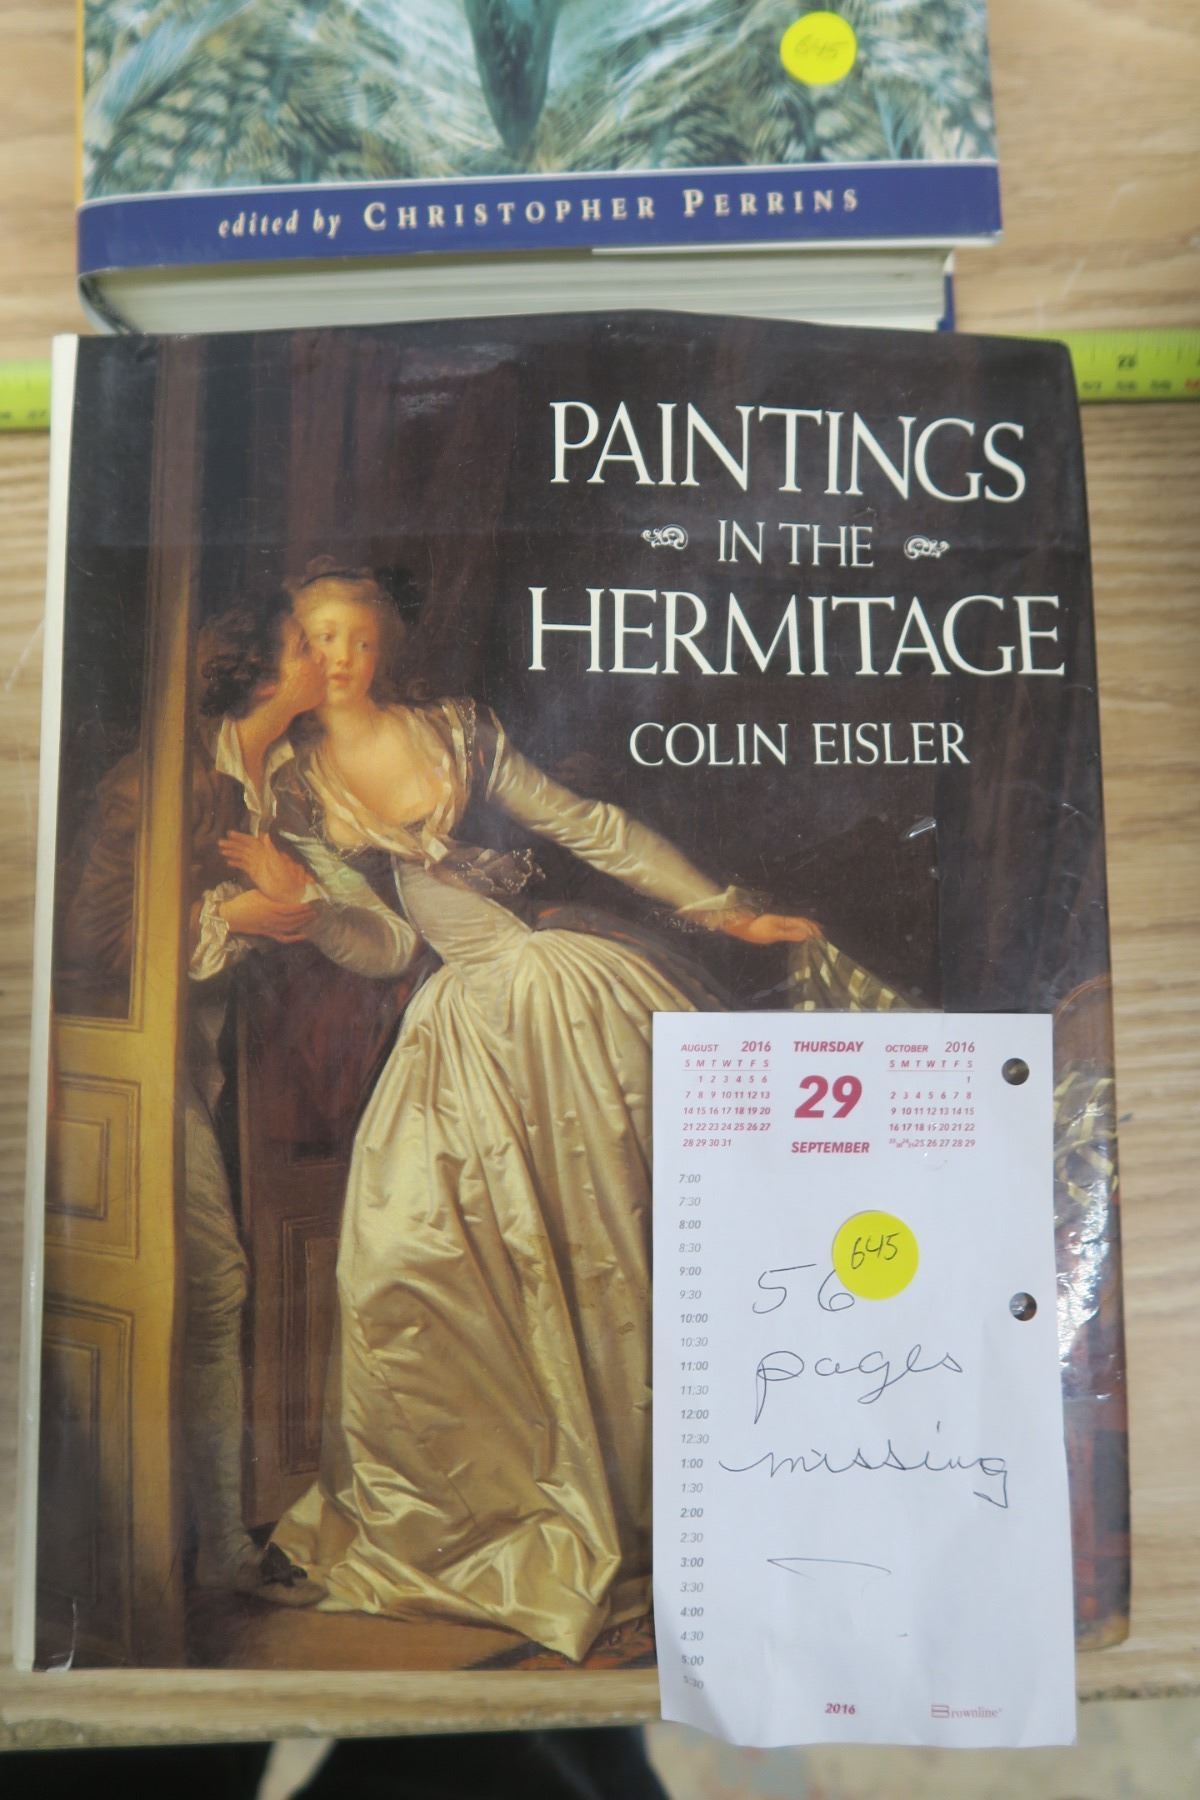 645
edited by CHRISTOPHER PERRINS
PAINTINGS
IN THE
HERMITAGE
COLIN EISLER
AUGUST 2016
S M T W T F S
1 2 3 4 5 6
7 8 9 10 11 12 13
14 15 16 17 18 19 20
21 22 23 24 25 26 27
28 29 30 31
THURSDAY
29
SEPTEMBER
OCTOBER 2016
S M T W T F S
1
2 3 4 5 6 7 8
9 10 11 12 13 14 15
16 17 18 19 20 21 22
25 26 27 28 29
7:00
7:30
8:00
8:30
9:00
9:30
10:00
10:30
11:00
11:30
12:00
12:30
1:00
1:30
2:00
2:30
3:00
3:30
4:00
4:30
5:00
5:30
645
56
pages
missing
2016
Brownline